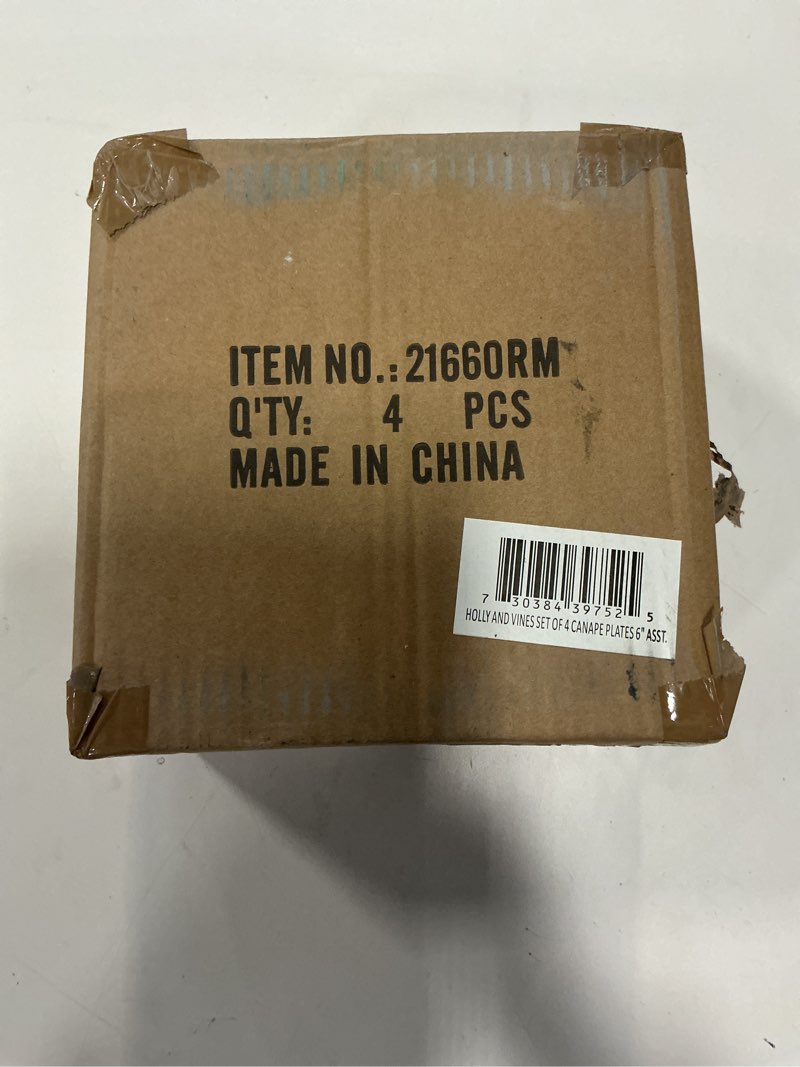 ITEM NO.: 21660RM
Q'TY: 4 PCS
MADE IN CHINA
7 30384 39752 5
HOLLY AND VINES SET OF 4 CANAPE PLATES 6" ASST.